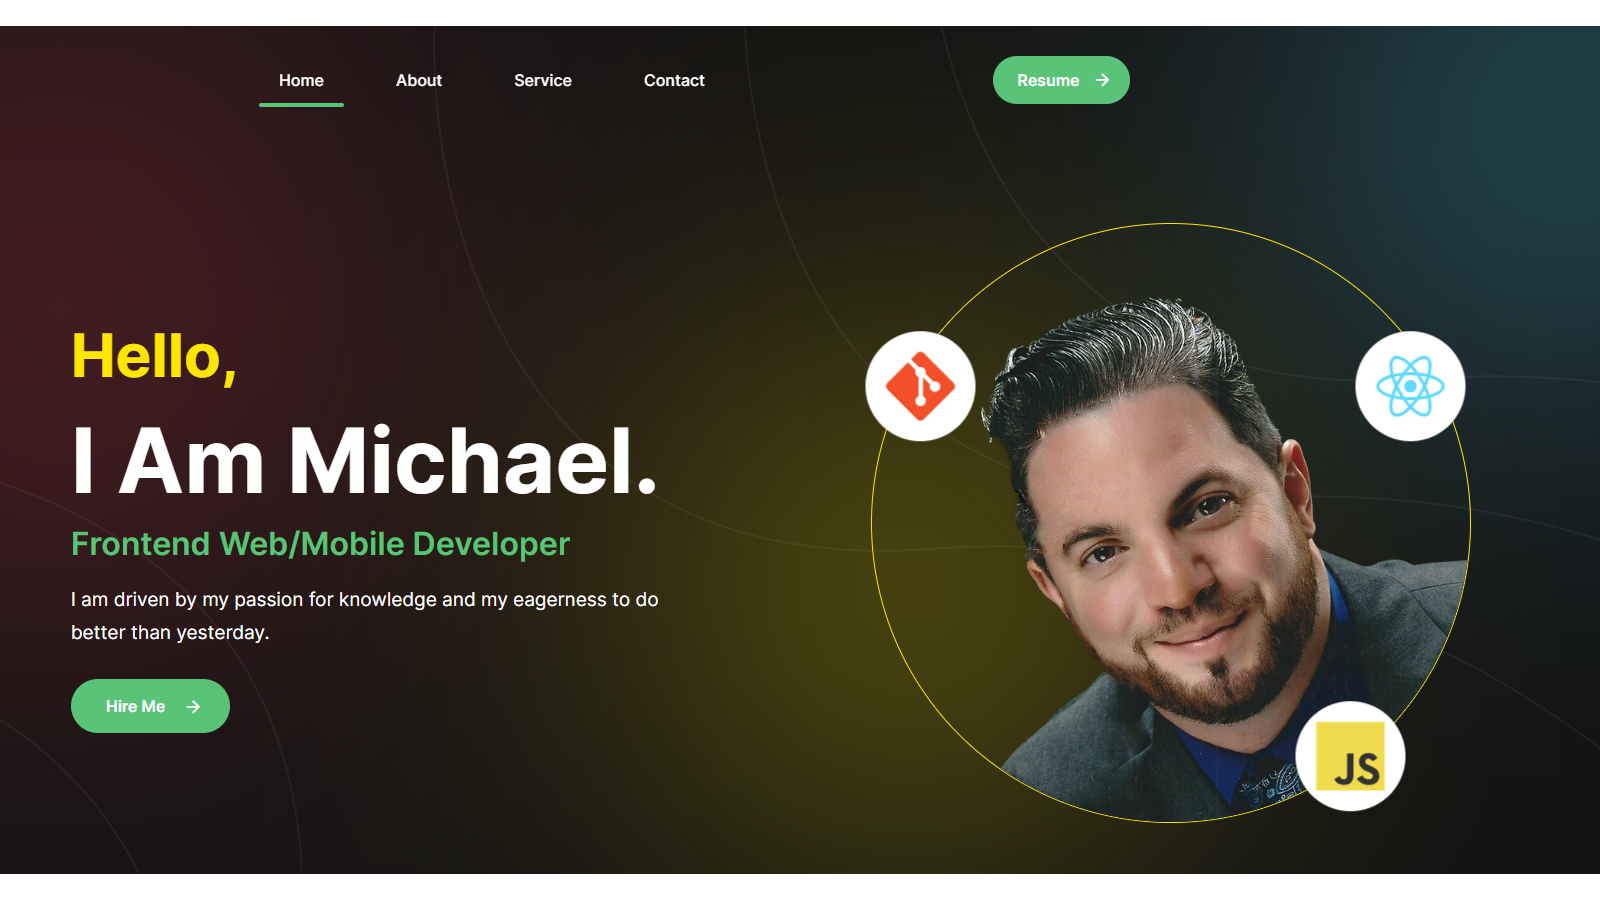 Home About Service Contact Resume
Hello,
I Am Michael.
Frontend Web/Mobile Developer
I am driven by my passion for knowledge and my eagerness to do
better than yesterday.
Hire Me
JS